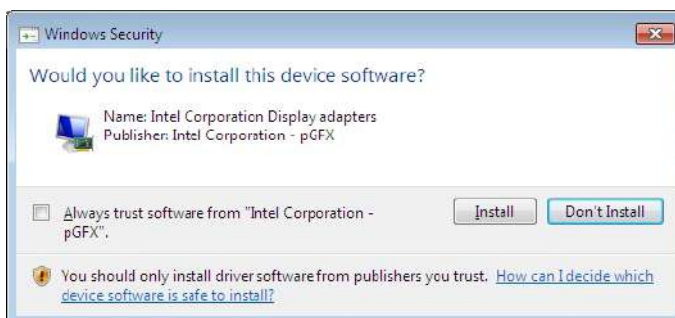 Windows Security
Would you like to install this device software?
Name: Intel Corporation Display adapters
Publisher: Intel Corporation - pGFX
Always trust software from "Intel Corporation -
pGFX".
Install
Don't Install
You should only install driver software from publishers you trust. How can I decide which
device software is safe to install?